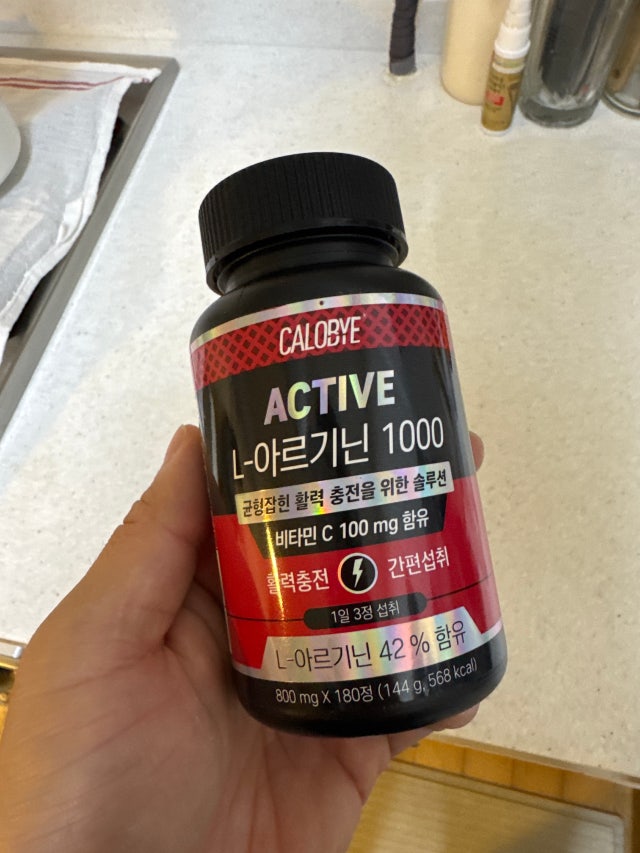 CALOBYE
ACTIVE
L-아르기닌 1000
균형잡힌 활력 충전을 위한 솔루션
비타민 C 100 mg 함유
활력충전 간편섭취
1일 3정 섭취
L-아르기닌 42 % 함유
800 mg X 180정 (144 g, 568 kcal)